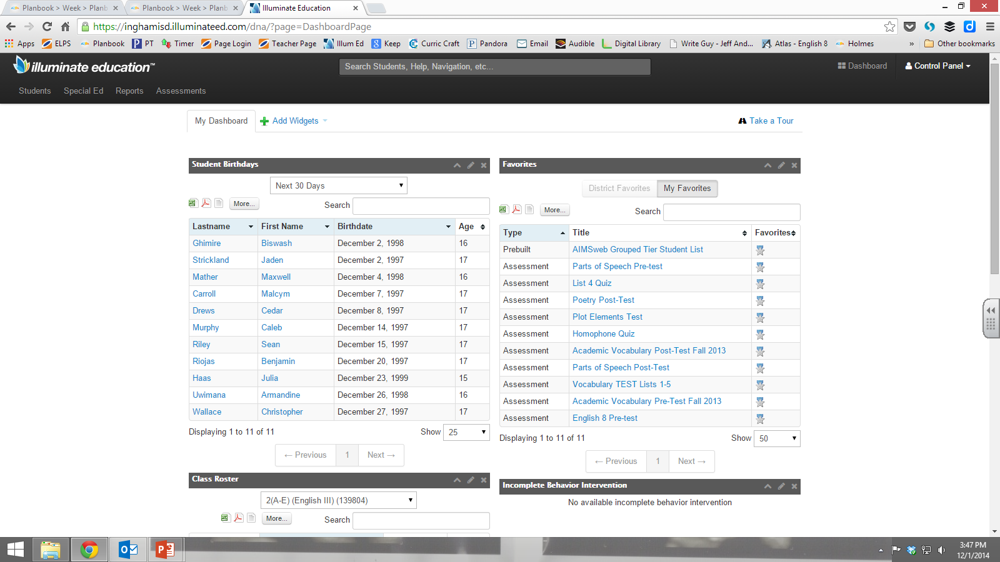 Planbook > Week > Planb
Planbook > Week > Planb
Illuminate Education
https://inghamisd.illuminateed.com/dna/?page=DashboardPage
Apps ELPS Planbook PT Timer Page Login Teacher Page Illum Ed Keep Curric Craft Pandora Email Audible Digital Library Write Guy - Jeff And... Atlas - English 8 Holmes » Other bookmarks
illuminate education™
Search Students, Help, Navigation, etc...
Dashboard
Control Panel
Students Special Ed Reports Assessments
My Dashboard Add Widgets
Take a Tour
Student Birthdays
Next 30 Days
More... Search
Lastname First Name Birthdate Age
Ghimire Biswash December 2, 1998 16
Strickland Jaden December 2, 1997 17
Mather Maxwell December 4, 1998 16
Carroll Malcym December 7, 1997 17
Drews Cedar December 8, 1997 17
Murphy Caleb December 14, 1997 17
Riley Sean December 15, 1997 17
Riojas Benjamin December 20, 1997 17
Haas Julia December 23, 1999 15
Uwimana Armandine December 26, 1998 16
Wallace Christopher December 27, 1997 17
Displaying 1 to 11 of 11 Show 25
← Previous 1 Next →
Class Roster
2(A-E) (English III) (139804)
More... Search
Favorites
District Favorites My Favorites
More... Search
Type Title Favorites
Prebuilt AIMSweb Grouped Tier Student List
Assessment Parts of Speech Pre-test
Assessment List 4 Quiz
Assessment Poetry Post-Test
Assessment Plot Elements Test
Assessment Homophone Quiz
Assessment Academic Vocabulary Post-Test Fall 2013
Assessment Parts of Speech Post-Test
Assessment Vocabulary TEST Lists 1-5
Assessment Academic Vocabulary Pre-Test Fall 2013
Assessment English 8 Pre-test
Displaying 1 to 11 of 11 Show 50
← Previous 1 Next →
Incomplete Behavior Intervention
No available incomplete behavior intervention
3:47 PM
12/1/2014